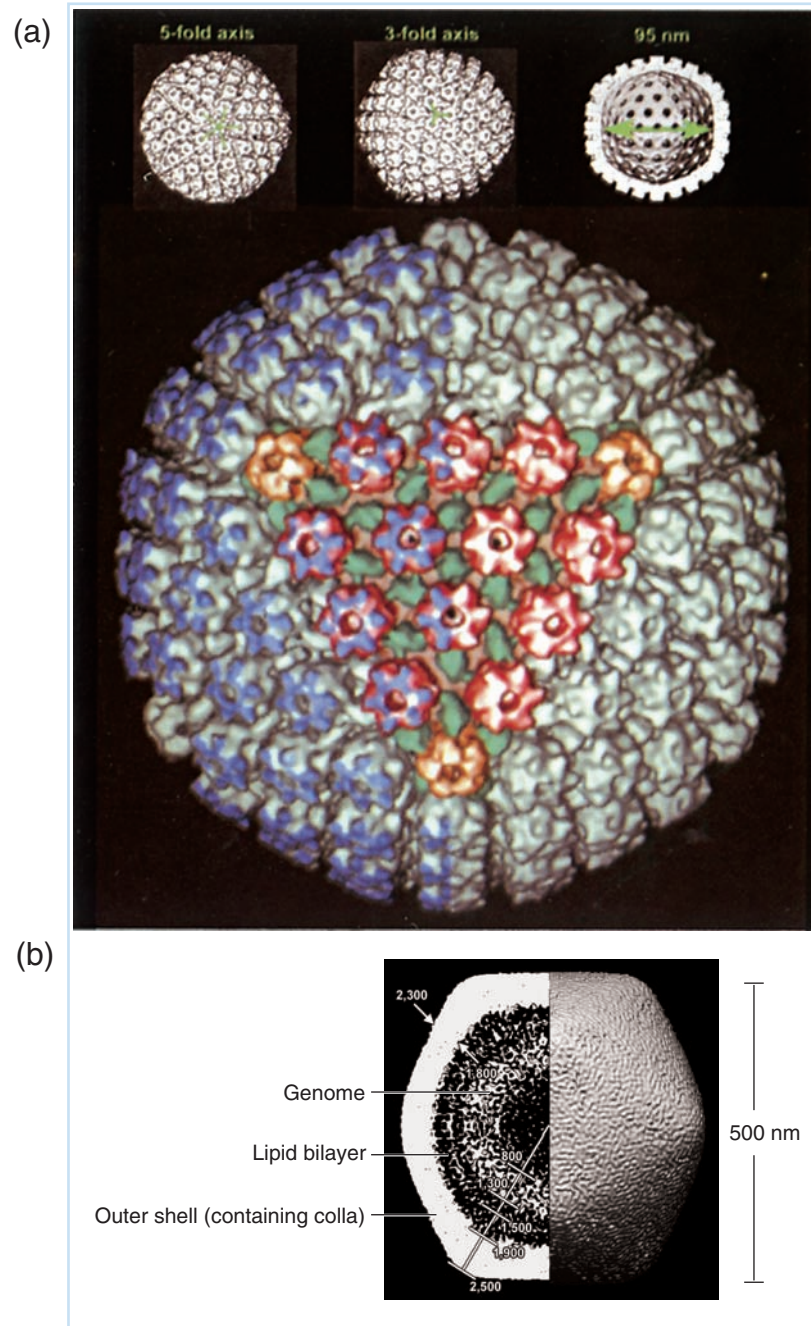 (a)
5-fold axis
3-fold axis
95 nm
(b)
2,300
1,800
Genome
Lipid bilayer
800
1,300
Outer shell (containing colla)
1,500
1,900
2,500
500 nm